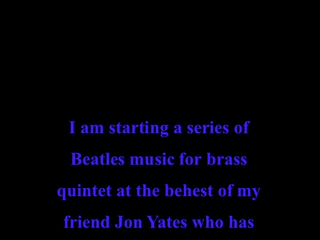 I am starting a series of
Beatles music for brass
quintet at the behest of my
friend Jon Yates who has